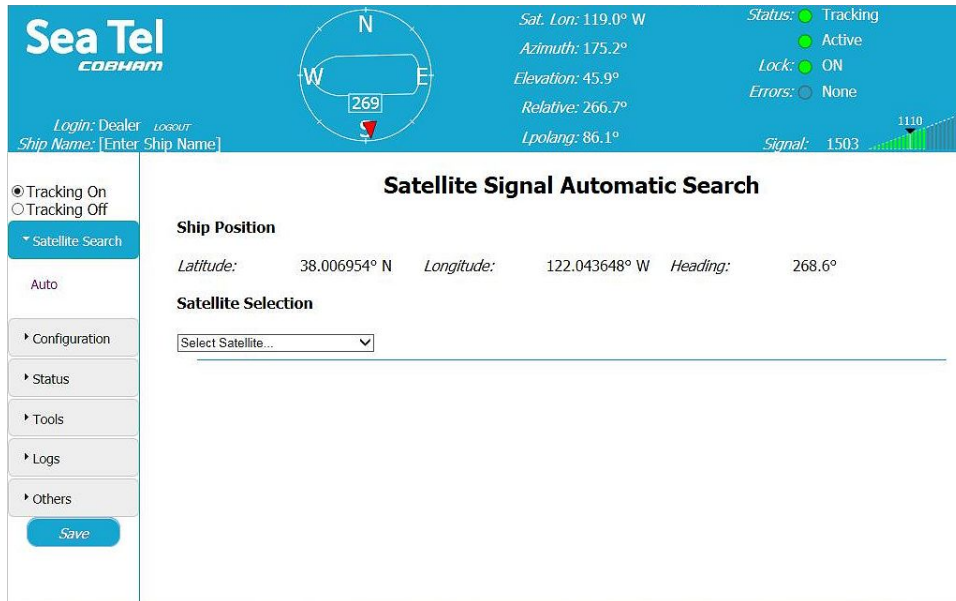 Sea Tel
COBHAM
Login: Dealer LOGOUT
Ship Name: [Enter Ship Name]
N
W
E
269
S
Sat. Lon: 119.0° W
Azimuth: 175.2°
Elevation: 45.9°
Relative: 266.7°
Lpolang: 86.1°
Status: Tracking
Active
Lock: ON
Errors: None
1110
Signal: 1503
Tracking On
Tracking Off
Satellite Search
Auto
Configuration
Status
Tools
Logs
Others
Save
Satellite Signal Automatic Search
Ship Position
Latitude: 38.006954° N Longitude: 122.043648° W Heading: 268.6°
Satellite Selection
Select Satellite...